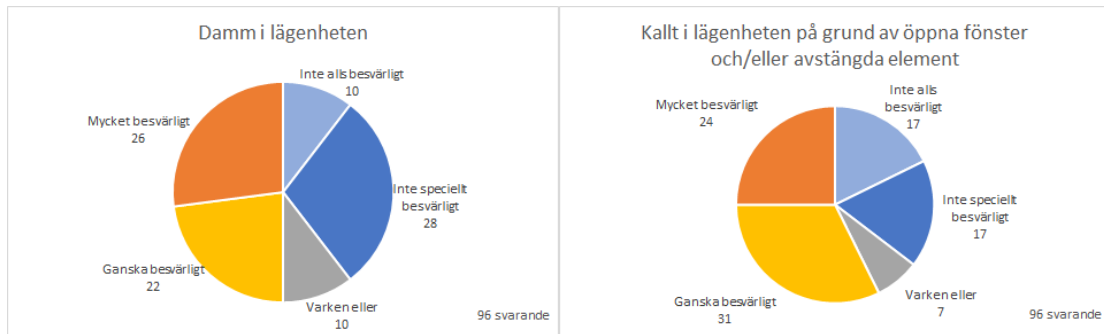 Damm i lägenheten
Inte alls besvärligt
10
Mycket besvärligt
26
Inte speciellt
besvärligt
28
Ganska besvärligt
22
Varken eller
10
96 svarande
Kallt i lägenheten på grund av öppna fönster
och/eller avstängda element
Inte alls
besvärligt
17
Mycket besvärligt
24
Inte speciellt
besvärligt
17
Varken eller
7
Ganska besvärligt
31
96 svarande